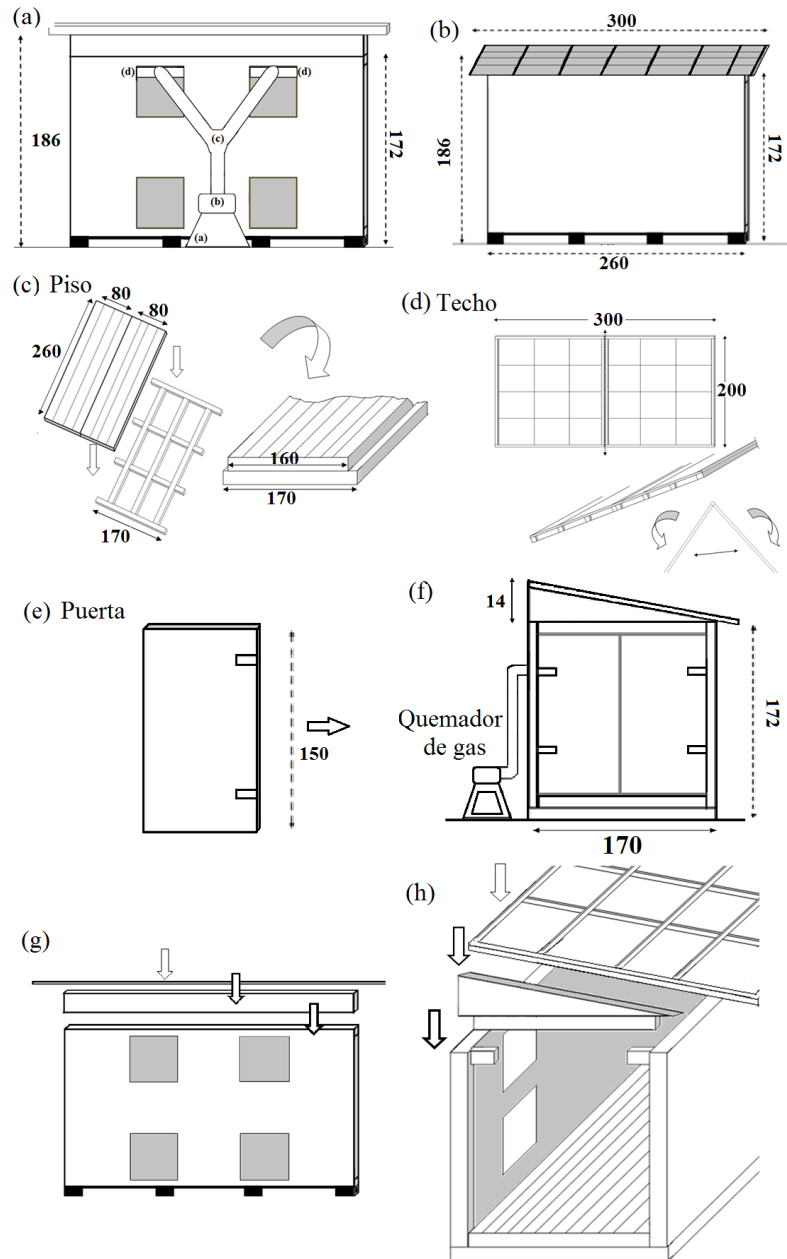 (a)
(d)
(d)
(c)
(b)
(a)
186
172
(b)
300
186
172
260
(c) Piso
80
80
260
170
160
170
(d) Techo
300
200
(e) Puerta
150
(f)
14
172
Quemador
de gas
170
(g)
(h)